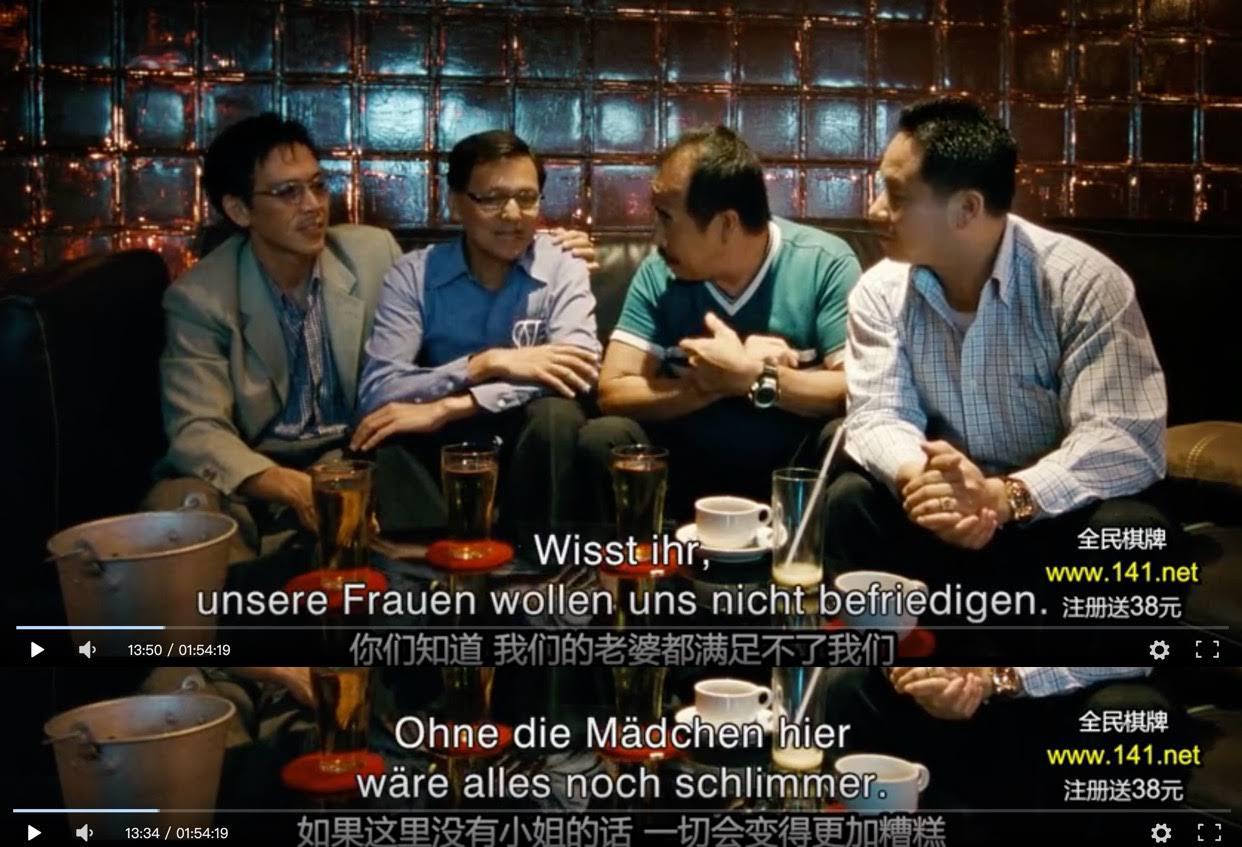 Wisst ihr,
unsere Frauen wollen uns nicht befriedigen.
全民棋牌
www.141.net
注册送38元
13:50 / 01:54:19
你们知道 我们的老婆都满足不了我们
Ohne die Mädchen hier
wäre alles noch schlimmer.
全民棋牌
www.141.net
注册送38元
13:34 / 01:54:19
如果这里没有小姐的话 一切会变得更加糟糕